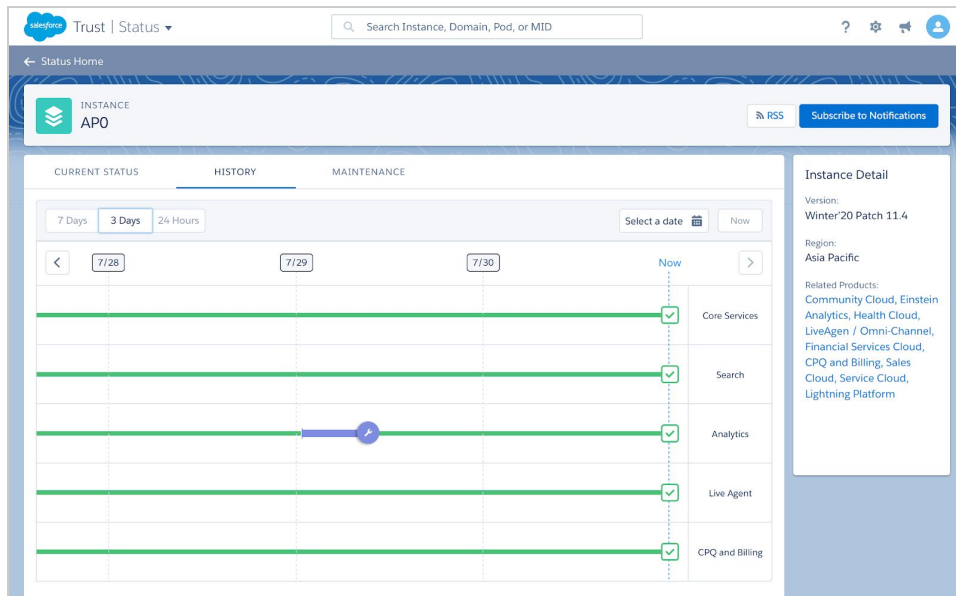 salesforce Trust | Status
Search Instance, Domain, Pod, or MID
?
Status Home
INSTANCE
AP0
RSS
Subscribe to Notifications
CURRENT STATUS HISTORY MAINTENANCE
7 Days 3 Days 24 Hours
Select a date
Now
7/28 7/29 7/30 Now
Core Services
Search
Analytics
Live Agent
CPQ and Billing
Instance Detail
Version:
Winter'20 Patch 11.4
Region:
Asia Pacific
Related Products:
Community Cloud, Einstein
Analytics, Health Cloud,
LiveAgen / Omni-Channel,
Financial Services Cloud,
CPQ and Billing, Sales
Cloud, Service Cloud,
Lightning Platform